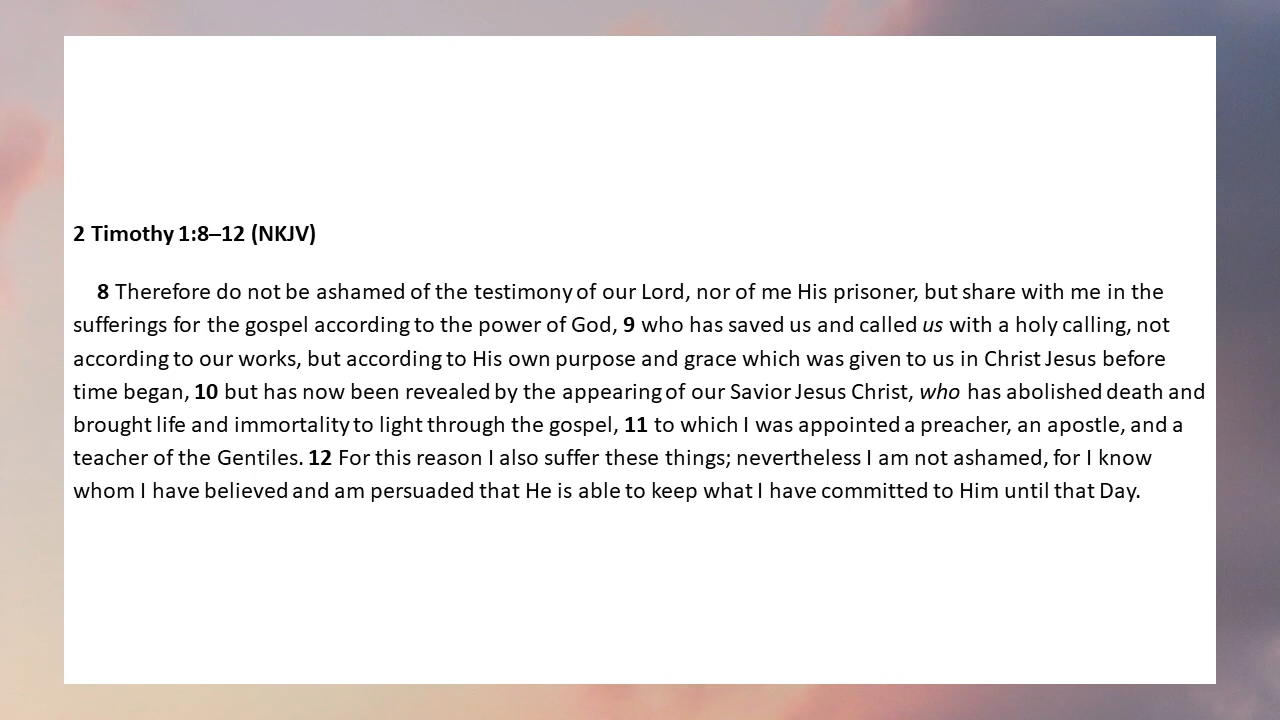 2 Timothy 1:8–12 (NKJV)
8 Therefore do not be ashamed of the testimony of our Lord, nor of me His prisoner, but share with me in the
sufferings for the gospel according to the power of God, 9 who has saved us and called us with a holy calling, not
according to our works, but according to His own purpose and grace which was given to us in Christ Jesus before
time began, 10 but has now been revealed by the appearing of our Savior Jesus Christ, who has abolished death and
brought life and immortality to light through the gospel, 11 to which I was appointed a preacher, an apostle, and a
teacher of the Gentiles. 12 For this reason I also suffer these things; nevertheless I am not ashamed, for I know
whom I have believed and am persuaded that He is able to keep what I have committed to Him until that Day.